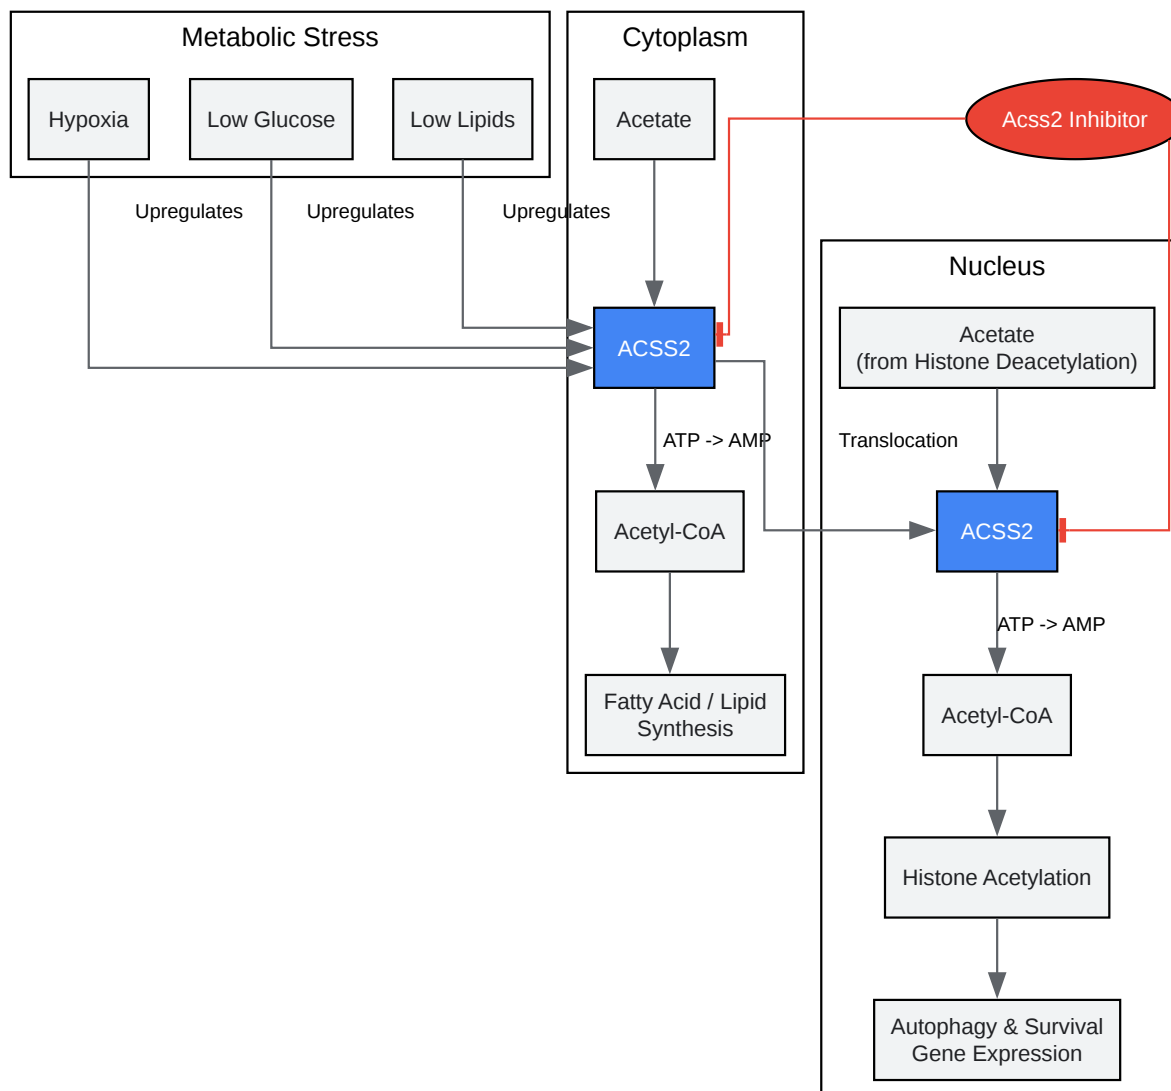 Metabolic Stress
Cytoplasm
Hypoxia
Low Glucose
Low Lipids
Acetate
Acss2 Inhibitor
Upregulates
Upregulates
Upregulates
Nucleus
Acetate
(from Histone Deacetylation)
ACSS2
ATP -> AMP
Translocation
Acetyl-CoA
ACSS2
ATP -> AMP
Fatty Acid / Lipid
Synthesis
Acetyl-CoA
Histone Acetylation
Autophagy & Survival
Gene Expression